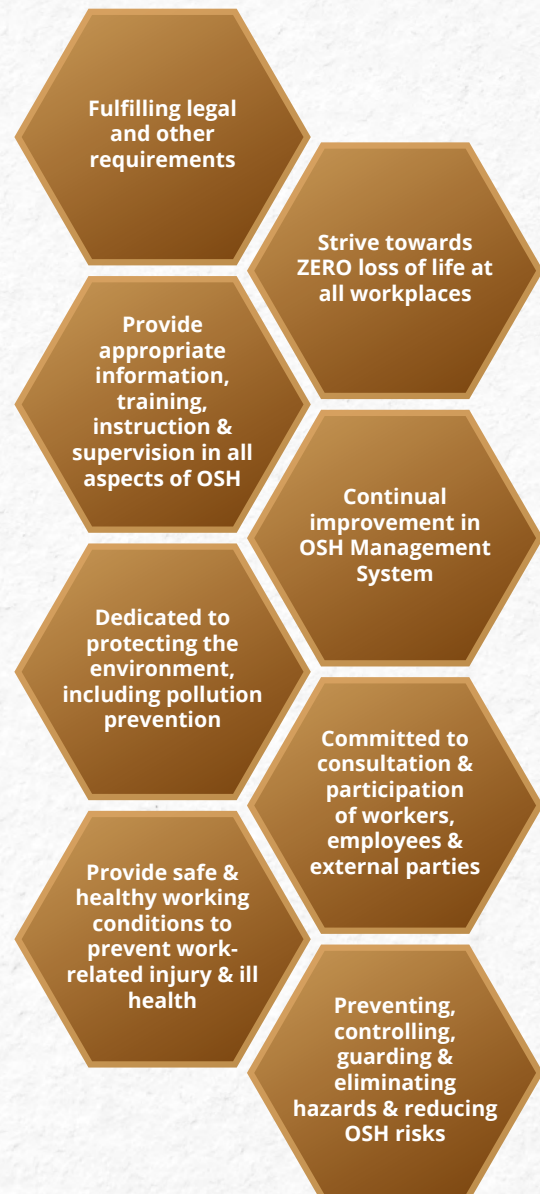 Fulfilling legal
and other
requirements
Strive towards
ZERO loss of life at
all workplaces
Provide
appropriate
information,
training,
instruction &
supervision in all
aspects of OSH
Continual
improvement in
OSH Management
System
Dedicated to
protecting the
environment,
including pollution
prevention
Committed to
consultation &
participation
of workers,
employees &
external parties
Provide safe &
healthy working
conditions to
prevent work-
related injury & ill
health
Preventing,
controlling,
guarding &
eliminating
hazards & reducing
OSH risks